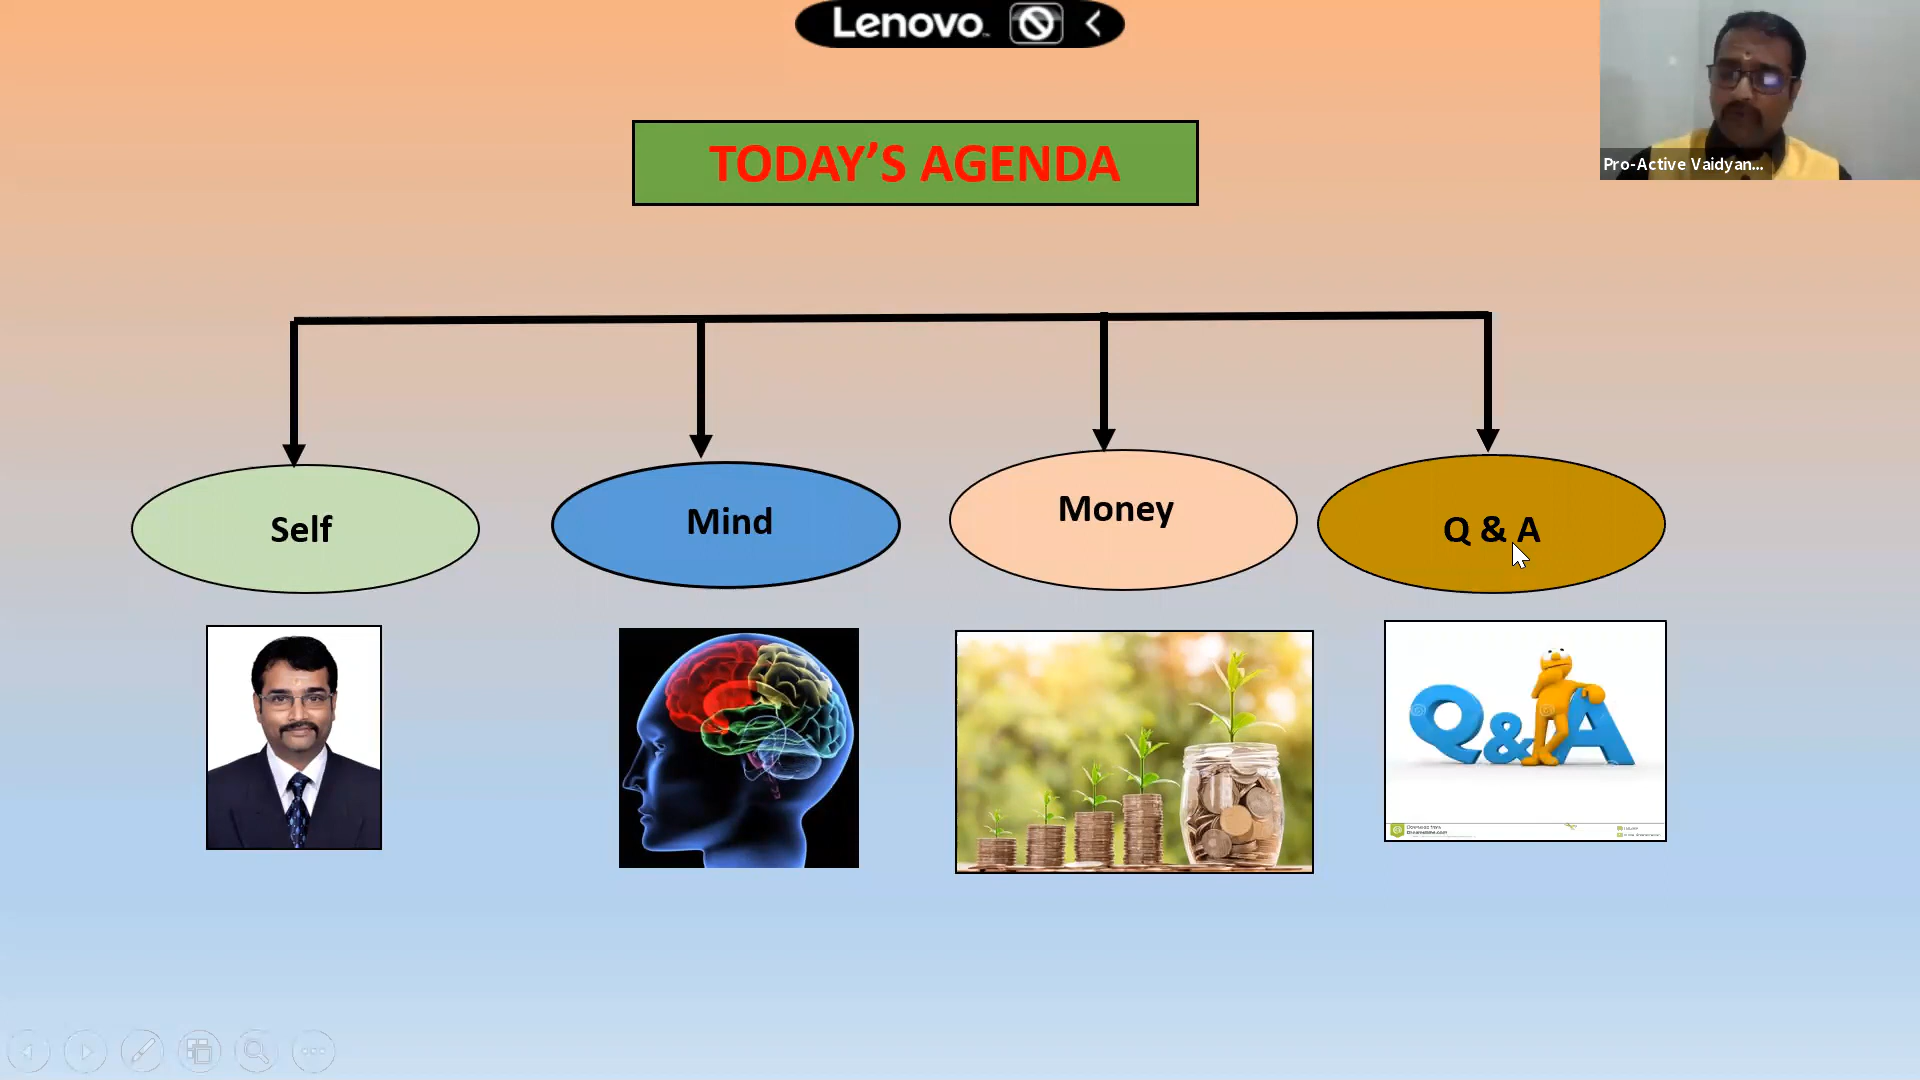 Lenovo
TODAY’S AGENDA
Pro-Active Vaidyan...
Self
Mind
Money
Q & A
Q&A